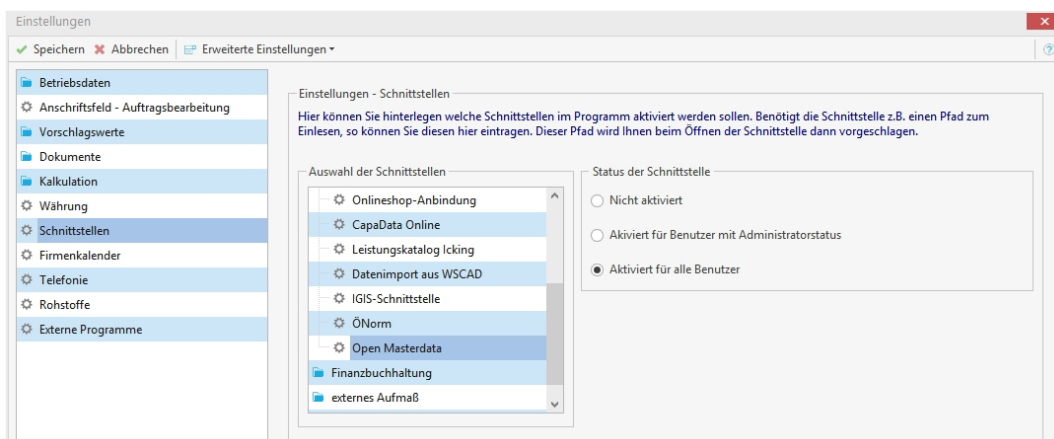 Einstellungen
Speichern Abbrechen Erweiterte Einstellungen
Betriebsdaten
Anschriftsfeld - Auftragsbearbeitung
Vorschlagswerte
Dokumente
Kalkulation
Währung
Schnittstellen
Firmenkalender
Telefonie
Rohstoffe
Externe Programme
Einstellungen - Schnittstellen
Hier können Sie hinterlegen welche Schnittstellen im Programm aktiviert werden sollen. Benötigt die Schnittstelle z.B. einen Pfad zum
Einlesen, so können Sie diesen hier eintragen. Dieser Pfad wird Ihnen beim Öffnen der Schnittstelle dann vorgeschlagen.
Auswahl der Schnittstellen
Onlineshop-Anbindung
CapaData Online
Leistungskatalog Icking
Datenimport aus WSCAD
IGIS-Schnittstelle
ÖNorm
Open Masterdata
Finanzbuchhaltung
externes Aufmaß
Status der Schnittstelle
Nicht aktiviert
Akiviert für Benutzer mit Administratorstatus
Aktiviert für alle Benutzer